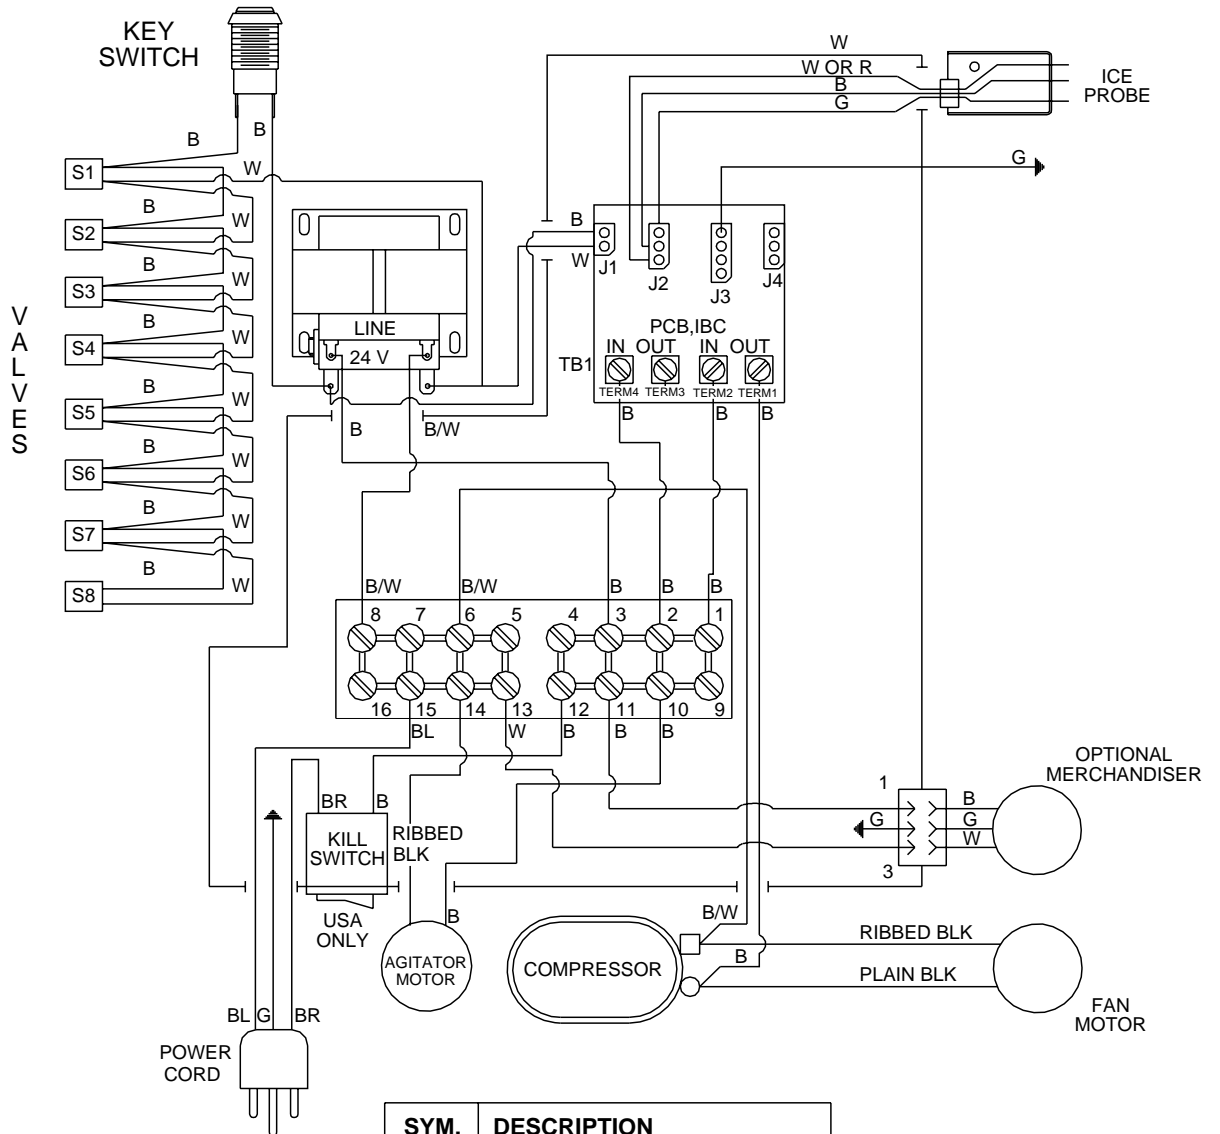 KEY
SWITCH
W
W OR R
B
G
ICE
PROBE
B
B
W
G
S1
B
W
S2
B
W
S3
B
W
S4
B
W
S5
B
W
S6
B
W
S7
B
W
S8
VALVES
LINE
24 V
B
B/W
B
W
J1
J2
J3
J4
PCB,IBC
IN OUT IN OUT
TB1
TERM4 TERM3 TERM2 TERM1
B B B
B/W B/W B B B
8 7 6 5 4 3 2 1
16 15 14 13 12 11 10 9
BL W B B B
BR B
KILL
SWITCH
USA
ONLY
RIBBED
BLK
B
AGITATOR
MOTOR
OPTIONAL
MERCHANDISER
1
B
G G
W
3
B/W
B
COMPRESSOR
RIBBED BLK
PLAIN BLK
FAN
MOTOR
BL G BR
POWER
CORD
SYM. DESCRIPTION